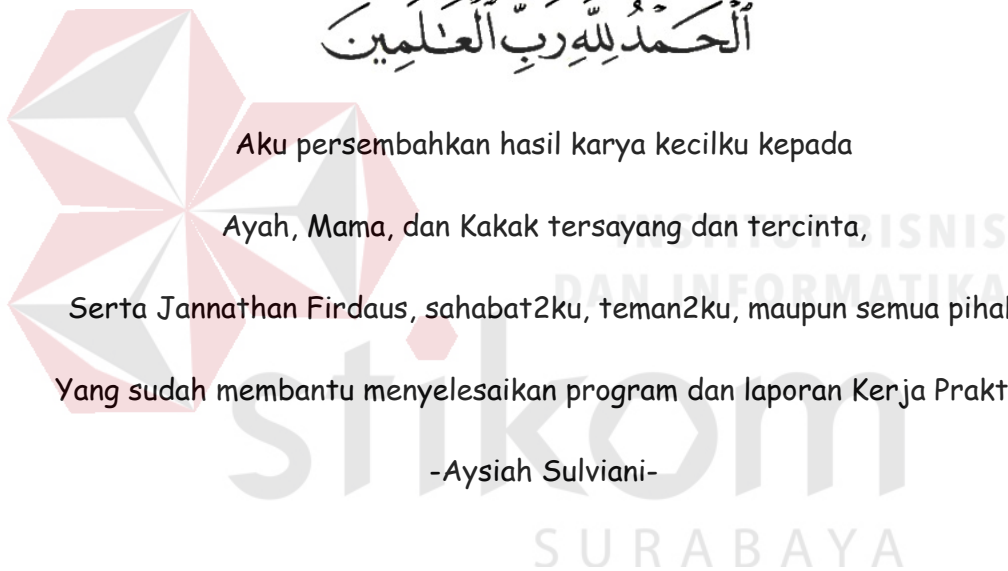 ٱلْحَمْدُ لِلَّهِ رَبِّ ٱلْعَـٰلَمِينَ
Aku persembahkan hasil karya kecilku kepada
Ayah, Mama, dan Kakak tersayang dan tercinta,
INSTITUT BISNIS
DAN INFORMATIKA
Serta Jannathan Firdaus, sahabat2ku, teman2ku, maupun semua piha
stikom
Yang sudah membantu menyelesaikan program dan laporan Kerja Prakt
-Aysiah Sulviani-
SURABAYA